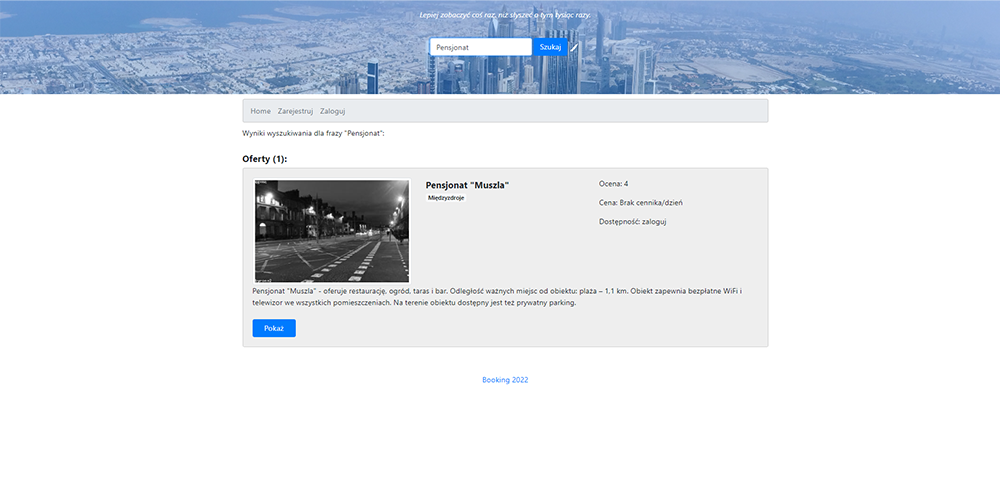 Lepiej zobaczyć coś raz, niż słyszeć o tym tysiąc razy.
Pensjonat Szukaj
Home Zarejestruj Zaloguj
Wyniki wyszukiwania dla frazy "Pensjonat":
Oferty (1):
Pensjonat "Muszla"
Międzyzdroje
Ocena: 4
Cena: Brak cennika/dzień
Dostępność: zaloguj
Pensjonat "Muszla" - oferuje restaurację, ogród, taras i bar. Odległość ważnych miejsc od obiektu: plaża – 1.1 km. Obiekt zapewnia bezpłatne WiFi i
telewizor we wszystkich pomieszczeniach. Na terenie obiektu dostępny jest też prywatny parking.
Pokaż
Booking 2022